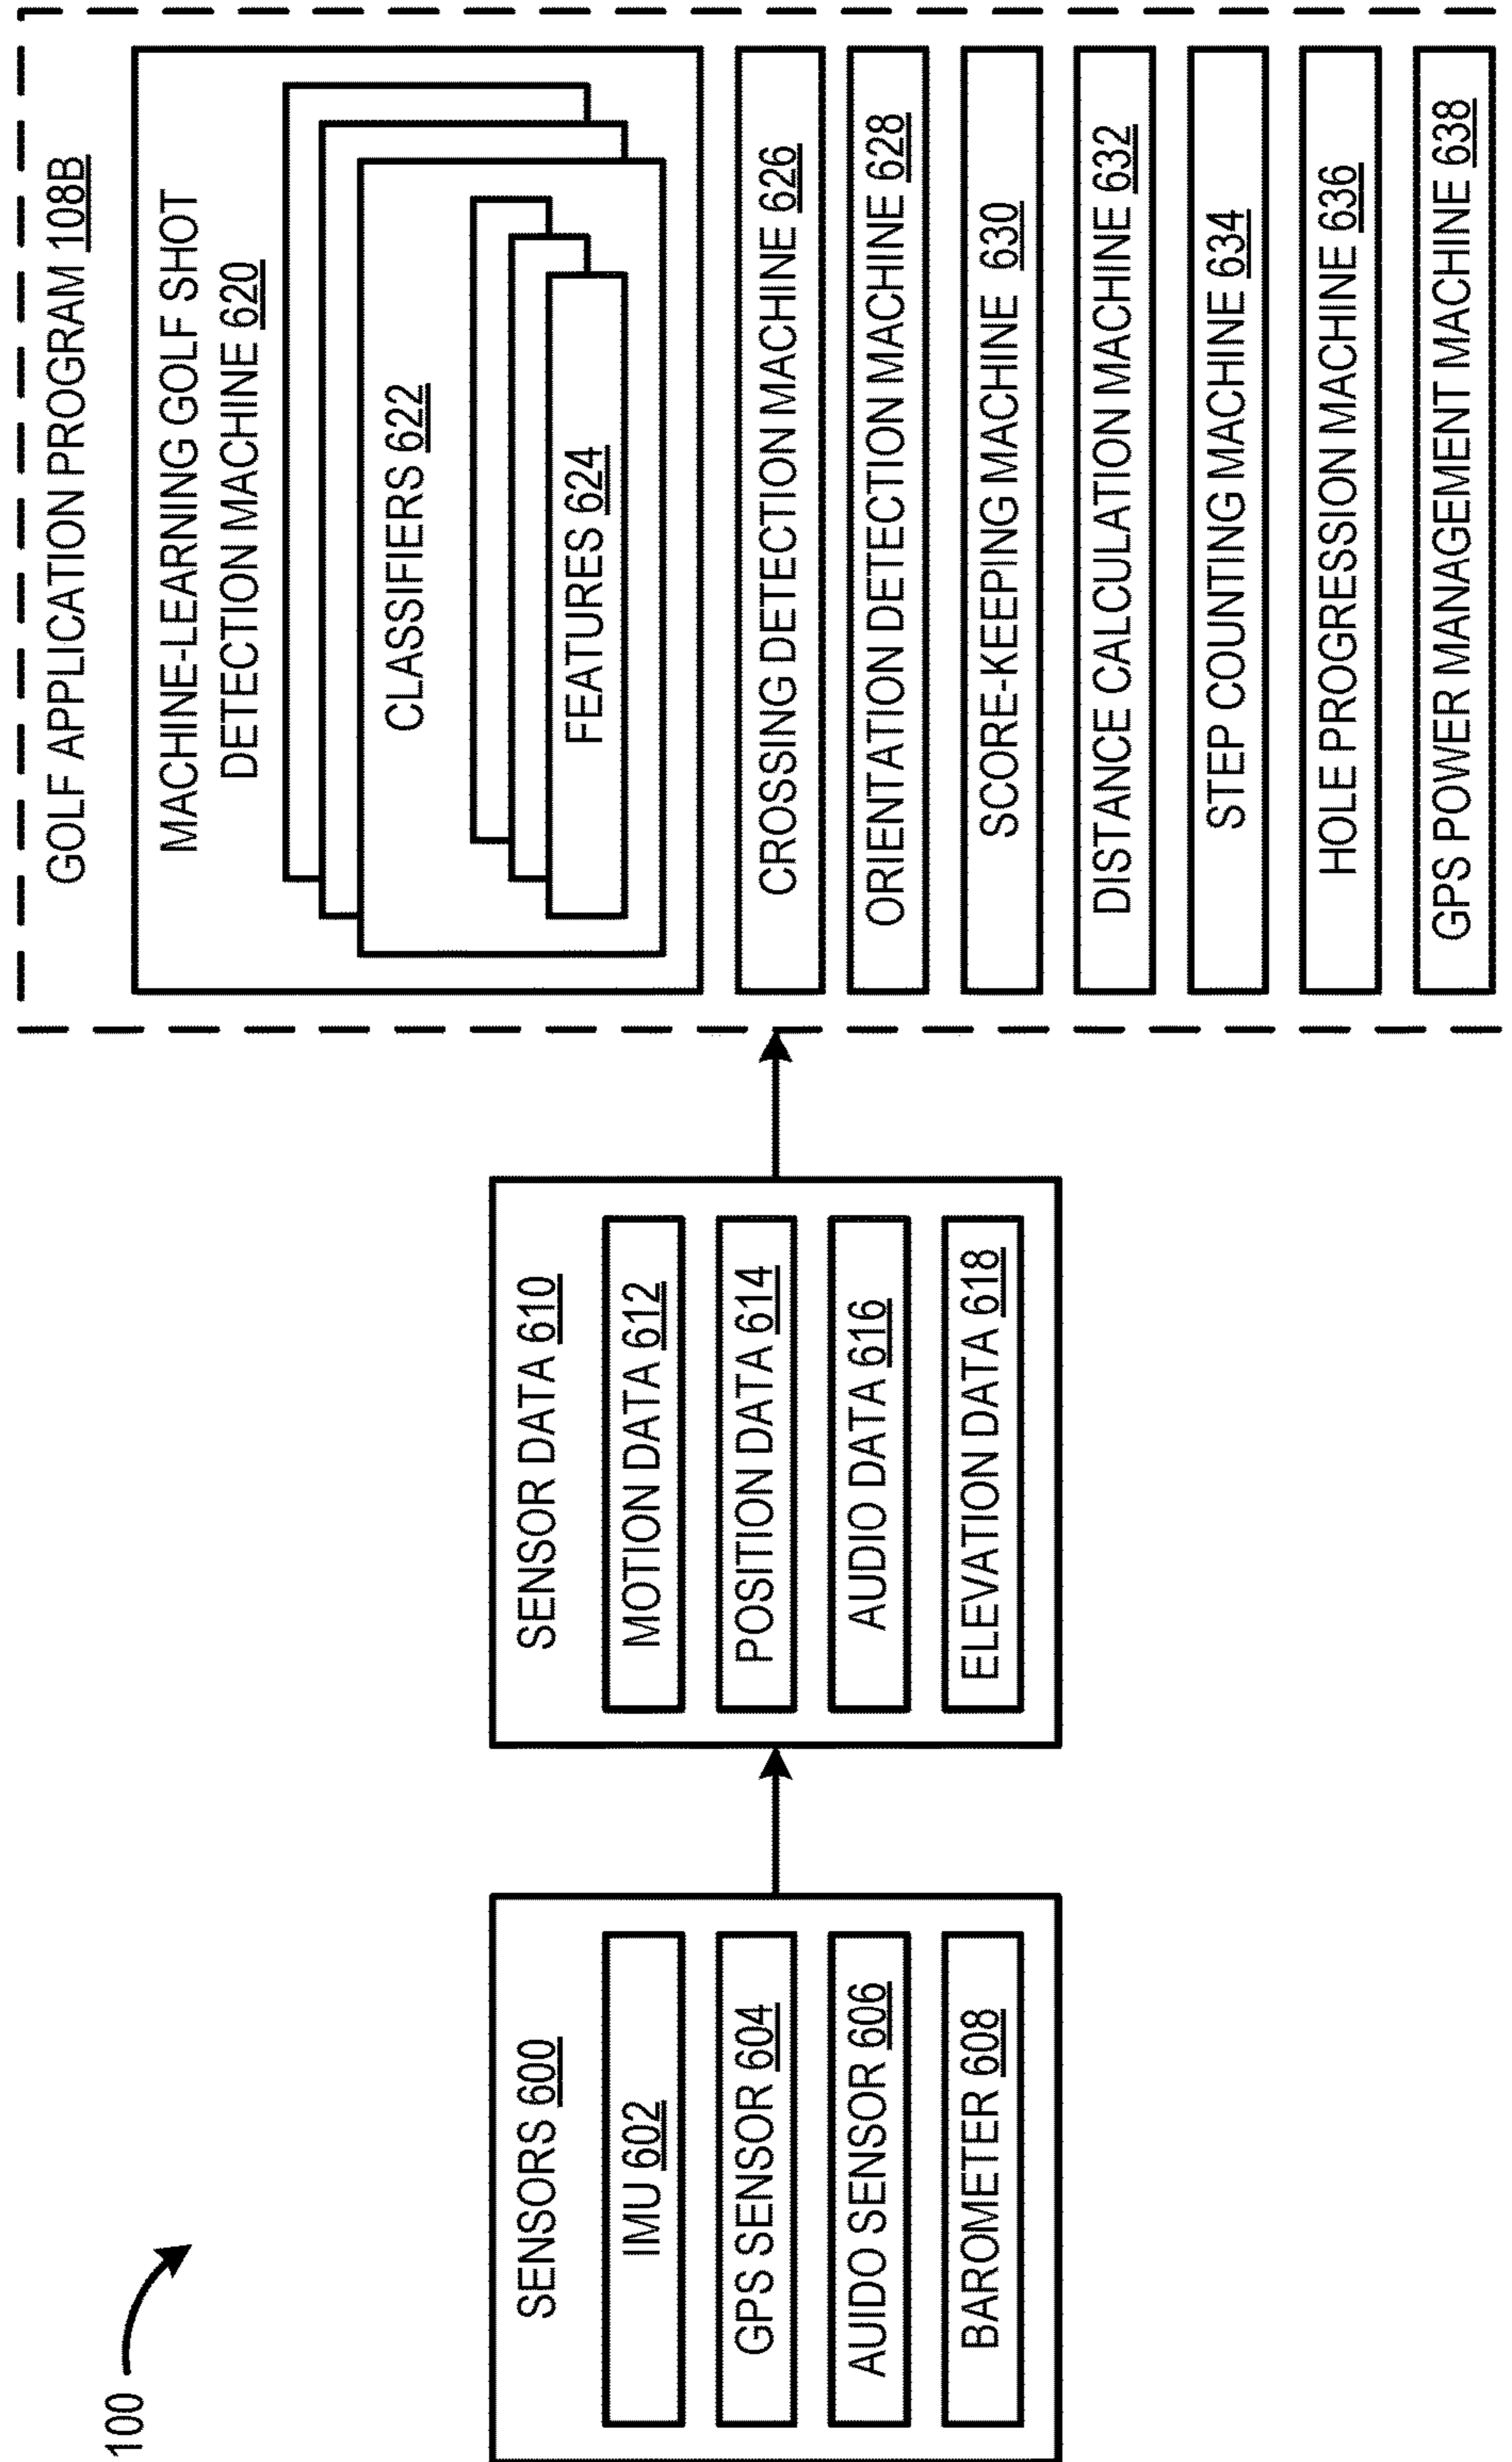 100
SENSORS 600
IMU 602
GPS SENSOR 604
AUIDO SENSOR 606
BAROMETER 608
SENSOR DATA 610
MOTION DATA 612
POSITION DATA 614
AUDIO DATA 616
ELEVATION DATA 618
GOLF APPLICATION PROGRAM 108B
MACHINE-LEARNING GOLF SHOT
DETECTION MACHINE 620
CLASSIFIERS 622
FEATURES 624
CROSSING DETECTION MACHINE 626
ORIENTATION DETECTION MACHINE 628
SCORE-KEEPING MACHINE 630
DISTANCE CALCULATION MACHINE 632
STEP COUNTING MACHINE 634
HOLE PROGRESSION MACHINE 636
GPS POWER MANAGEMENT MACHINE 638